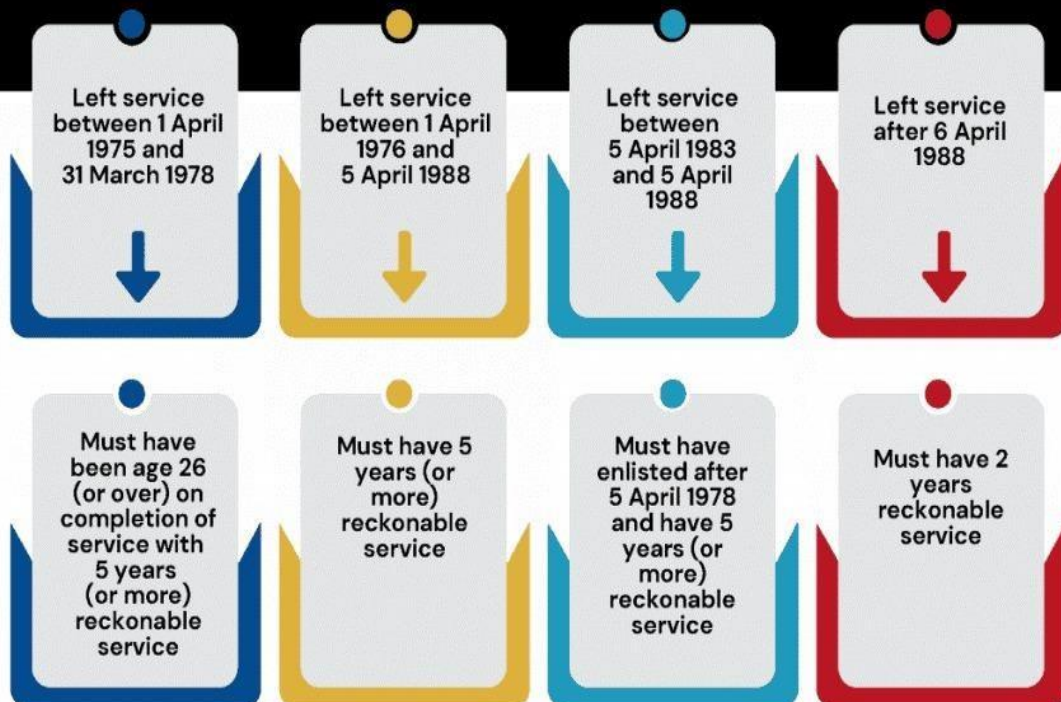 Left service
between 1 April
1975 and
31 March 1978
Left service
between 1 April
1976 and
5 April 1988
Left service
between
5 April 1983
and 5 April
1988
Left service
after 6 April
1988
Must have
been age 26
(or over) on
completion of
service with
5 years
(or more)
reckonable
service
Must have 5
years (or
more)
reckonable
service
Must have
enlisted after
5 April 1978
and have 5
years (or
more)
reckonable
service
Must have 2
years
reckonable
service